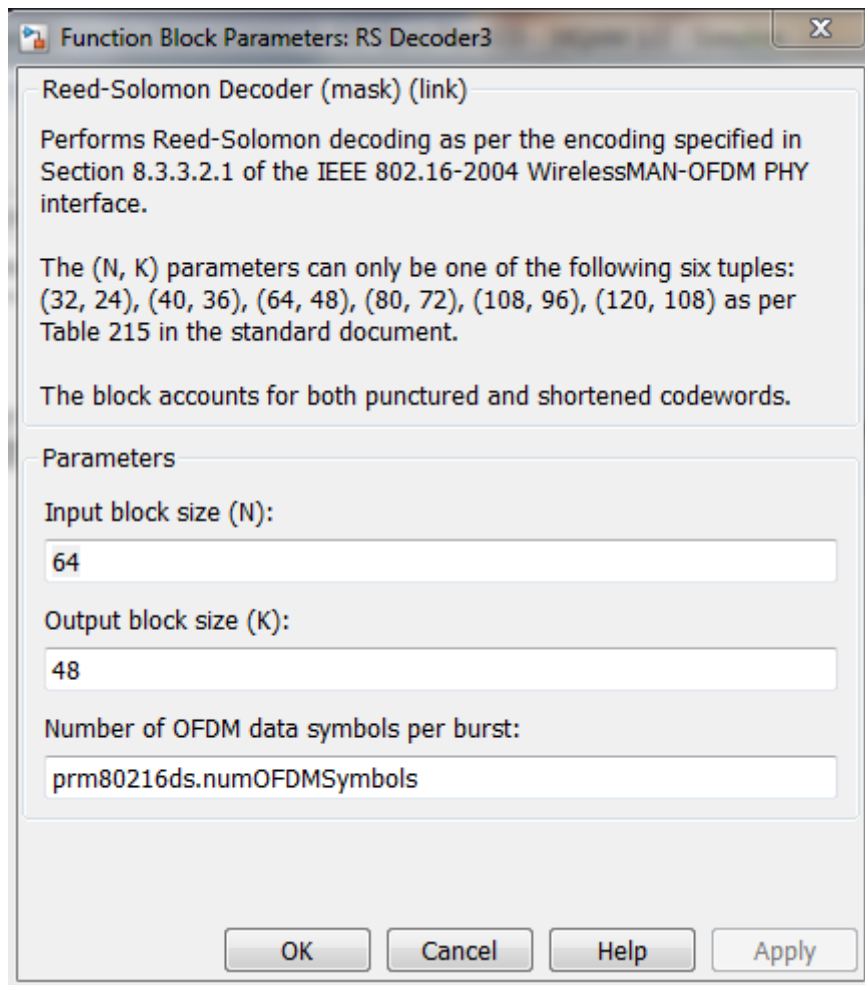 Function Block Parameters: RS Decoder3
Reed-Solomon Decoder (mask) (link)
Performs Reed-Solomon decoding as per the encoding specified in
Section 8.3.3.2.1 of the IEEE 802.16-2004 WirelessMAN-OFDM PHY
interface.
The (N, K) parameters can only be one of the following six tuples:
(32, 24), (40, 36), (64, 48), (80, 72), (108, 96), (120, 108) as per
Table 215 in the standard document.
The block accounts for both punctured and shortened codewords.
Parameters
Input block size (N):
64
Output block size (K):
48
Number of OFDM data symbols per burst:
prm80216ds.numOFDMSymbols
OK Cancel Help Apply